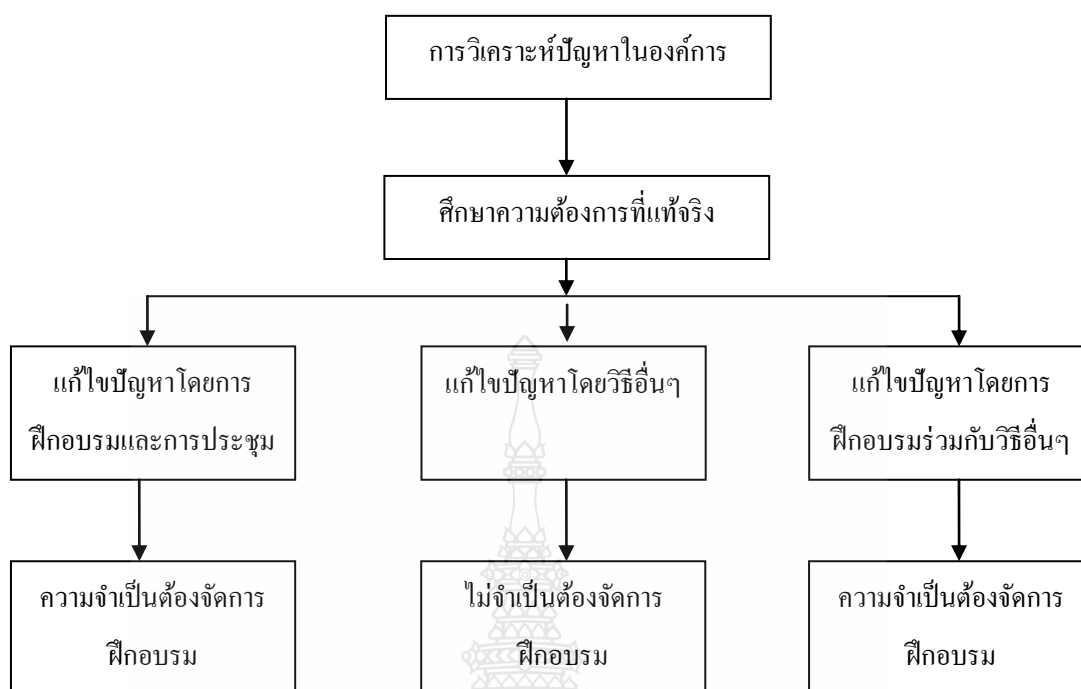 การวิเคราะห์ปัญหาในองค์การ
ศึกษาความต้องการที่แท้จริง
แก้ไขปัญหาโดยการ
ฝึกอบรมและการประชุม
แก้ไขปัญหาโดยวิธีอื่นๆ
แก้ไขปัญหาโดยการ
ฝึกอบรมร่วมกับวิธีอื่นๆ
ความจำเป็นต้องจัดการ
ฝึกอบรม
ไม่จำเป็นต้องจัดการ
ฝึกอบรม
ความจำเป็นต้องจัดการ
ฝึกอบรม